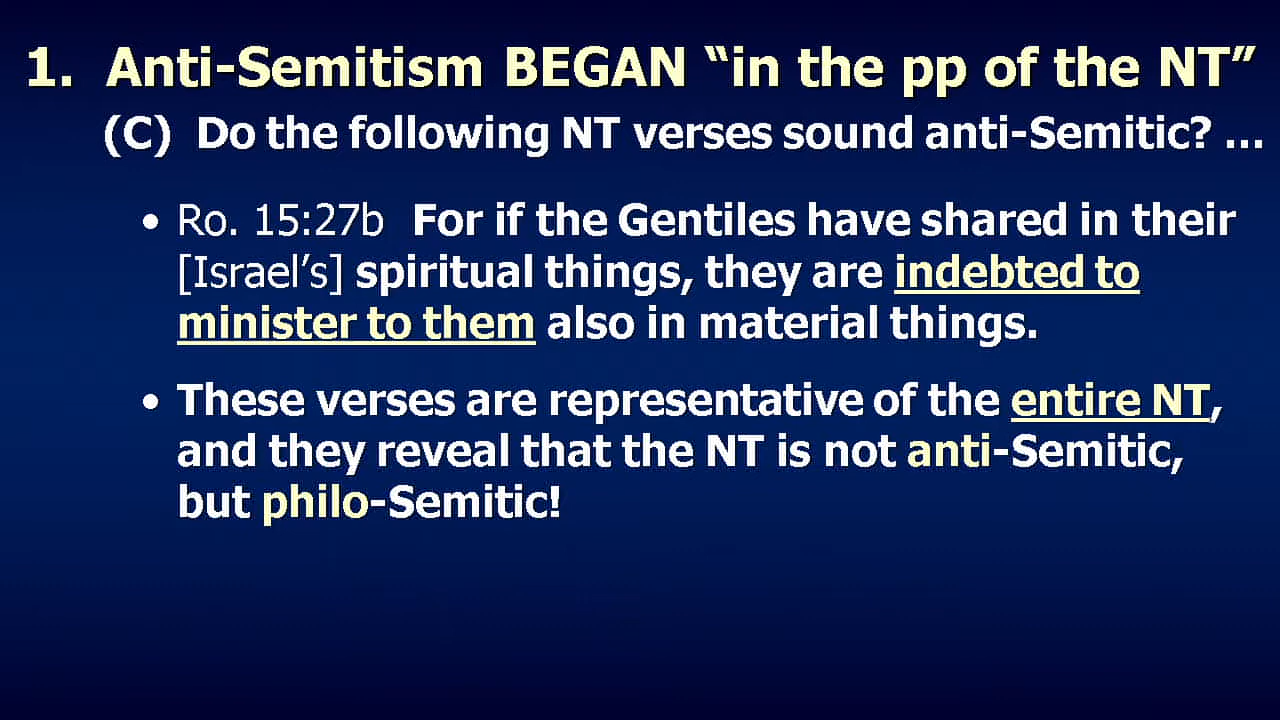 1. Anti-Semitism BEGAN “in the pp of the NT”
(C) Do the following NT verses sound anti-Semitic? ...
• Ro. 15:27b For if the Gentiles have shared in their
[Israel’s] spiritual things, they are indebted to
minister to them also in material things.
• These verses are representative of the entire NT,
and they reveal that the NT is not anti-Semitic,
but philo-Semitic!